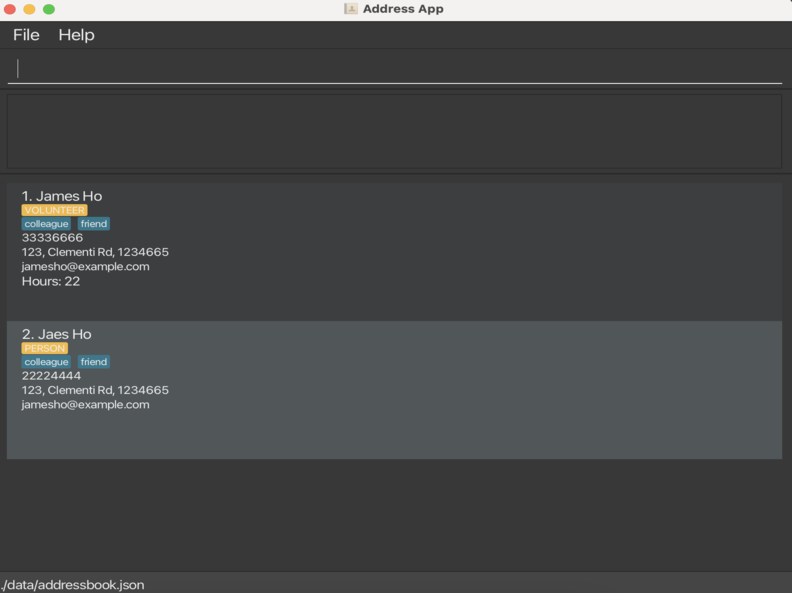 Address App
File Help
1. James Ho
VOLUNTEER
colleague friend
33336666
123, Clementi Rd, 1234665
jamesho@example.com
Hours: 22
2. Jaes Ho
PERSON
colleague friend
22224444
123, Clementi Rd, 1234665
jamesho@example.com
./data/addressbook.json